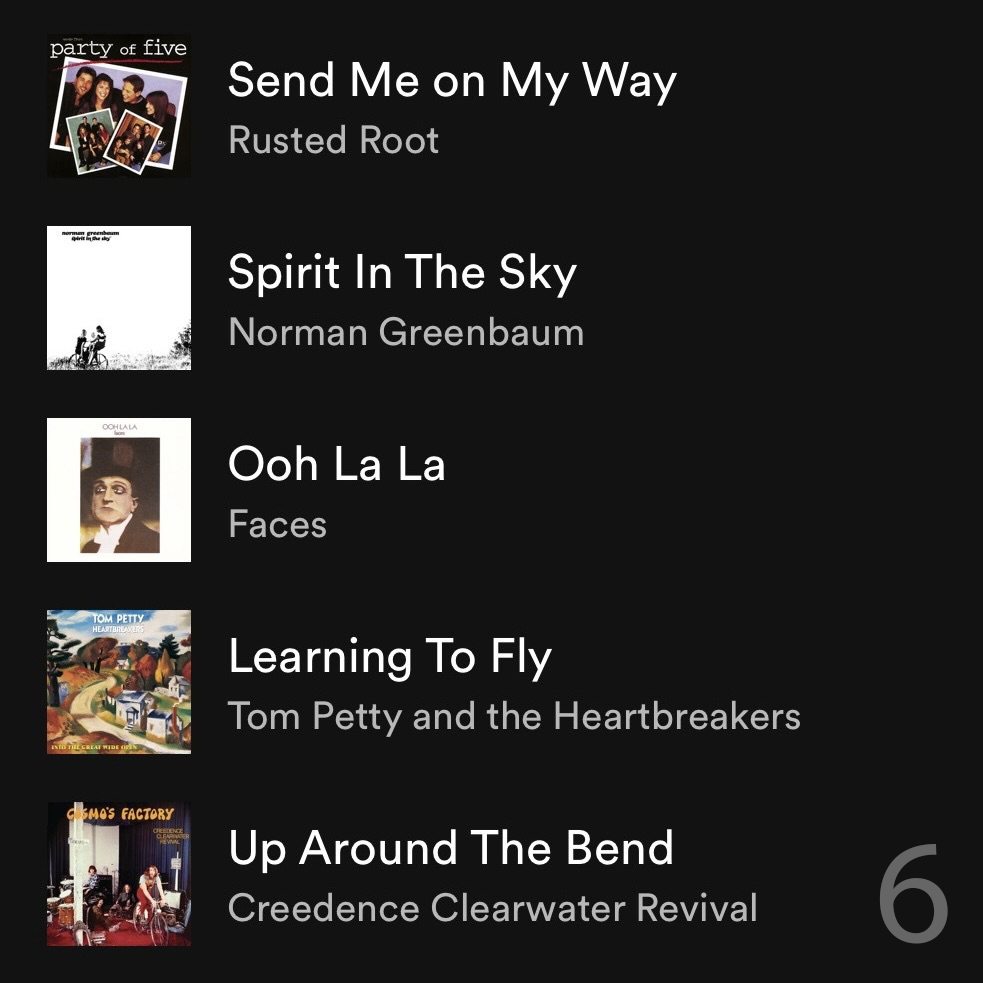 party of five
Send Me on My Way
Rusted Root
norman greenbaum
spirit in the sky
Spirit In The Sky
Norman Greenbaum
OOH LA LA
faces
Ooh La La
Faces
TOM PETTY
HEARTBREAKERS
INTO THE GREAT WIDE OPEN
Learning To Fly
Tom Petty and the Heartbreakers
COSMO'S FACTORY
CREEDENCE
CLEARWATER
REVIVAL
Up Around The Bend
Creedence Clearwater Revival
6